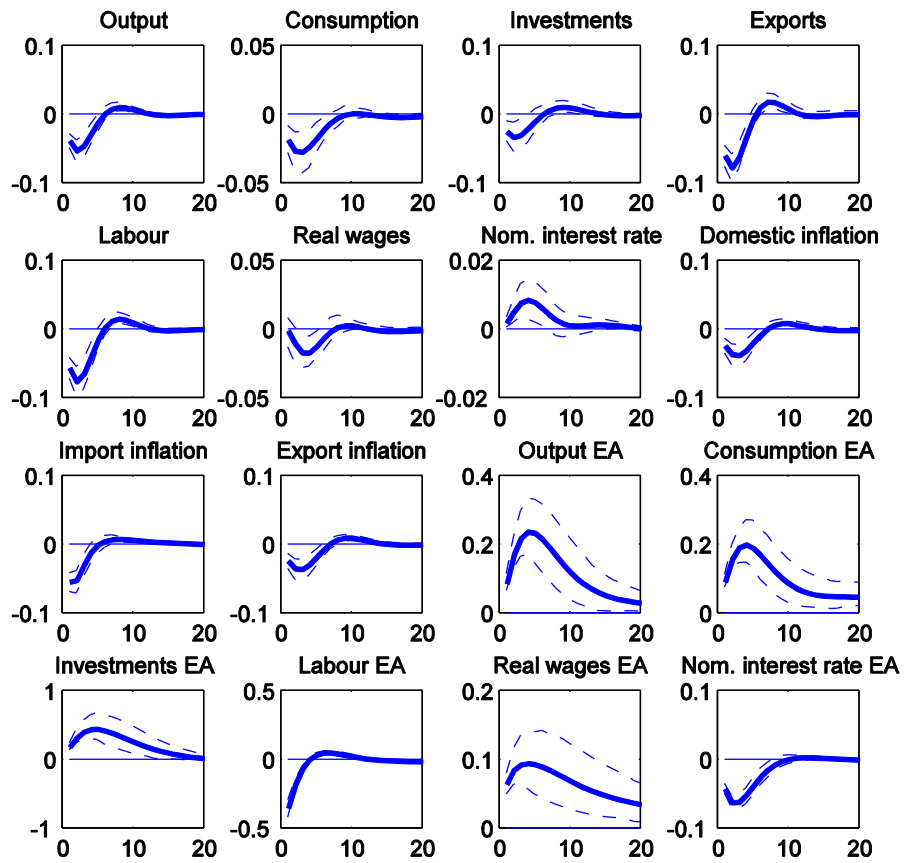 Output Consumption Investments Exports
0.1 0.05 0.1 0.1
0 0 0 0
-0.1 -0.05 -0.1 -0.1
0 10 20 0 10 20 0 10 20 0 10 20
Labour Real wages Nom. interest rate Domestic inflation
0.1 0.05 0.02 0.1
0 0 0 0
-0.1 -0.05 -0.02 -0.1
0 10 20 0 10 20 0 10 20 0 10 20
Import inflation Export inflation Output EA Consumption EA
0.1 0.1 0.4 0.4
0 0 0.2 0.2
-0.1 -0.1 0 0
0 10 20 0 10 20 0 10 20 0 10 20
Investments EA Labour EA Real wages EA Nom. interest rate EA
1 0.5 0.2 0.1
0 0 0.1 0
-1 -0.5 0 -0.1
0 10 20 0 10 20 0 10 20 0 10 20